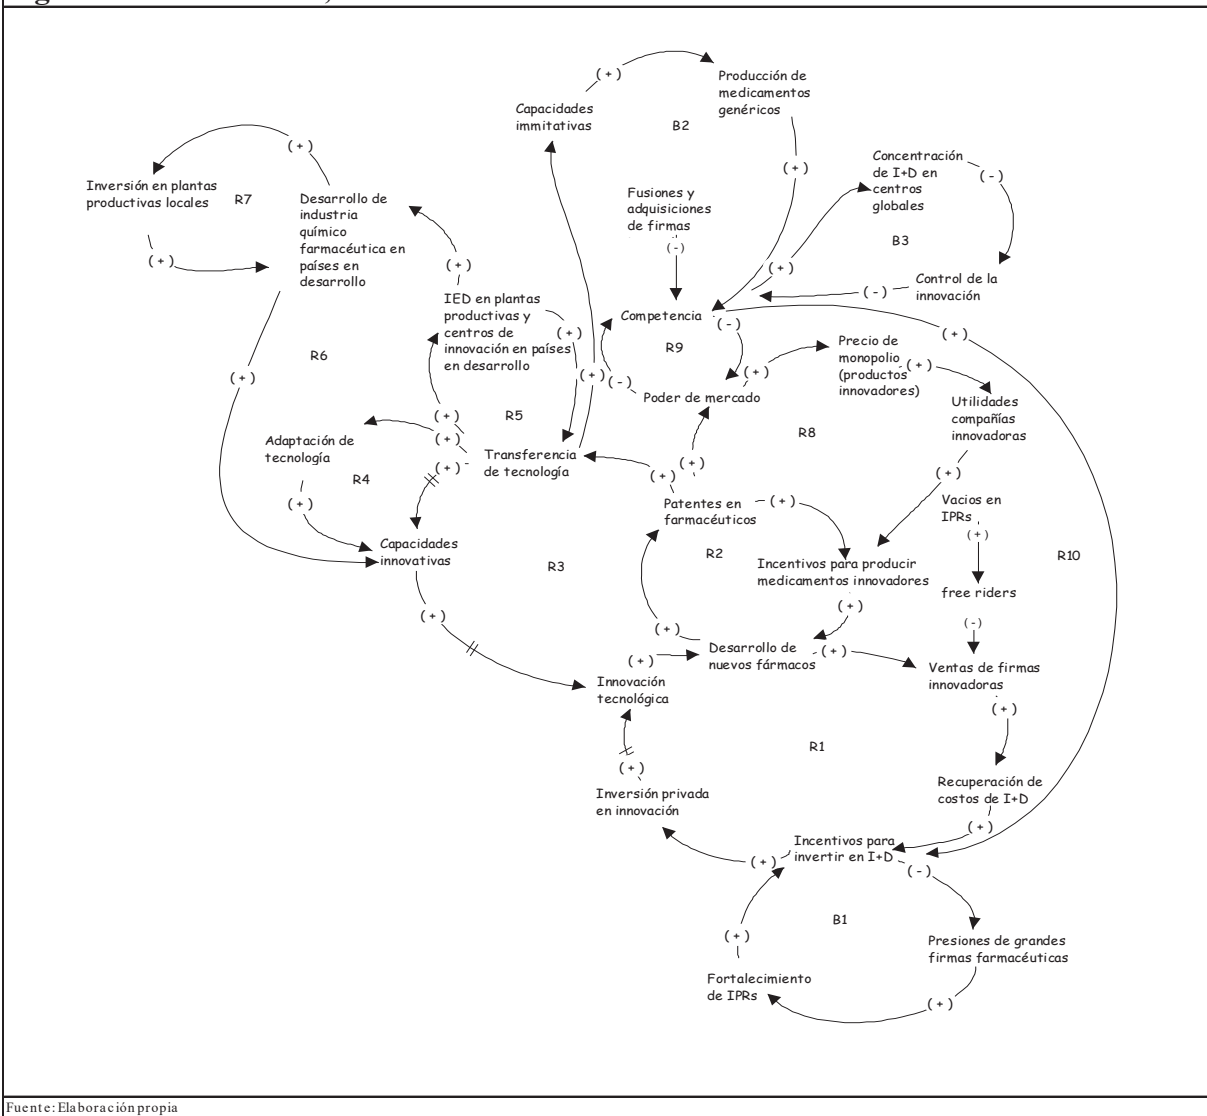 (+)
Producción de
medicamentos
genéricos
Capacidades
immitativas
B2
(+)
(+)
Inversión en plantas
productivas locales
R7
Desarrollo de
industria
químico
farmacéutica en
países en
desarrollo
(+)
Fusiones y
adquisiciones
de firmas
(-)
Concentración
de I+D en
centros
globales
(-)
B3
(+)
Control de la
innovación
(-)
(+)
IED en plantas
productivas y
centros de
innovación en países
en desarrollo
(+)
Competencia
(-)
R9
(+)
(-)
Poder de mercado
(+)
Precio de
monopolio
(productos
innovadores)
(+)
(+)
Utilidades
compañías
innovadoras
R6
(+)
(+)
R5
R8
Adaptación de
tecnología
(+)
R4
(+)
(+)
Transferencia
de tecnología
(+)
(+)
(+)
Patentes en
farmacéuticos
(+)
Vacios en
IPRs
(+)
Capacidades
innovativas
R3
R2
Incentivos para producir
medicamentos innovadores
R10
free riders
(+)
(+)
(+)
(-)
(+)
Desarrollo de
nuevos fármacos
(+)
Ventas de firmas
innovadoras
Innovación
tecnológica
(+)
R1
(+)
Inversión privada
en innovación
Recuperación de
costos de I+D
(+)
Incentivos para
invertir en I+D
(+)
(-)
B1
(+)
Presiones de grandes
firmas farmacéuticas
Fortalecimiento
de IPRs
(+)
Fuente: Elaboración propia